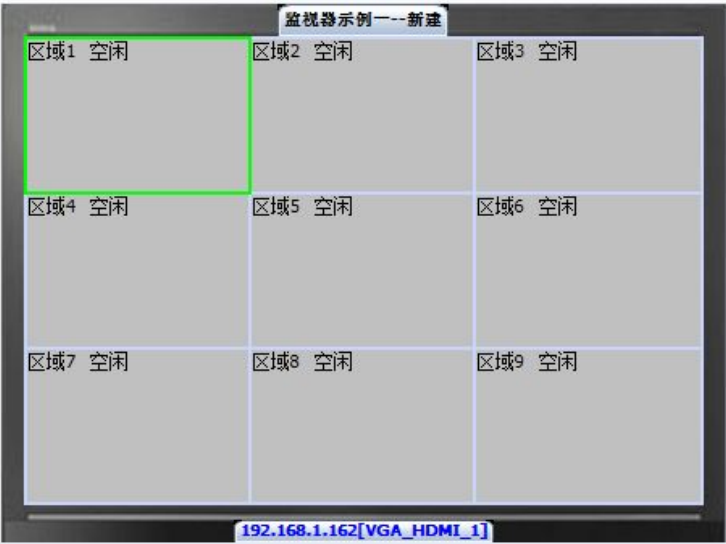 监视器示例一--新建
区域1 空闲
区域2 空闲
区域3 空闲
区域4 空闲
区域5 空闲
区域6 空闲
区域7 空闲
区域8 空闲
区域9 空闲
192.168.1.162[VGA_HDMI_1]